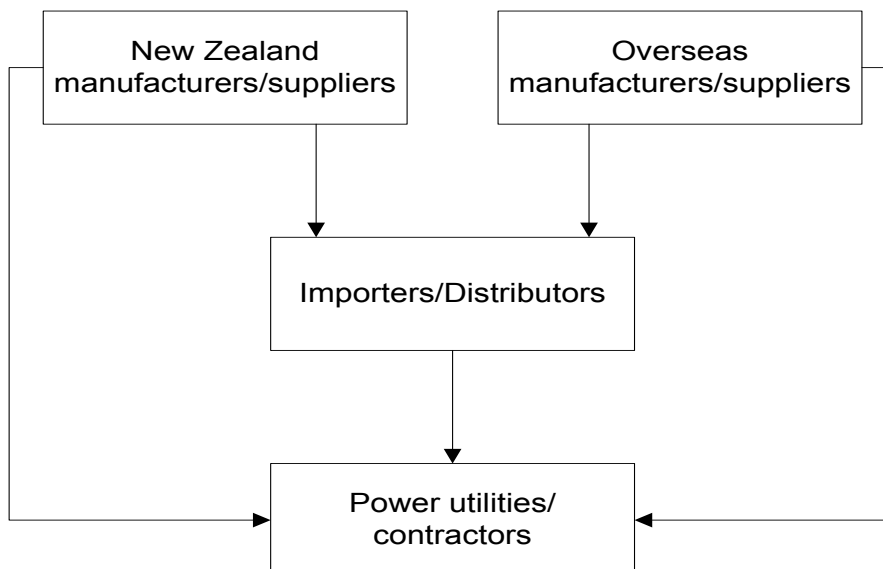 New Zealand
manufacturers/suppliers
Overseas
manufacturers/suppliers
Importers/Distributors
Power utilities/
contractors